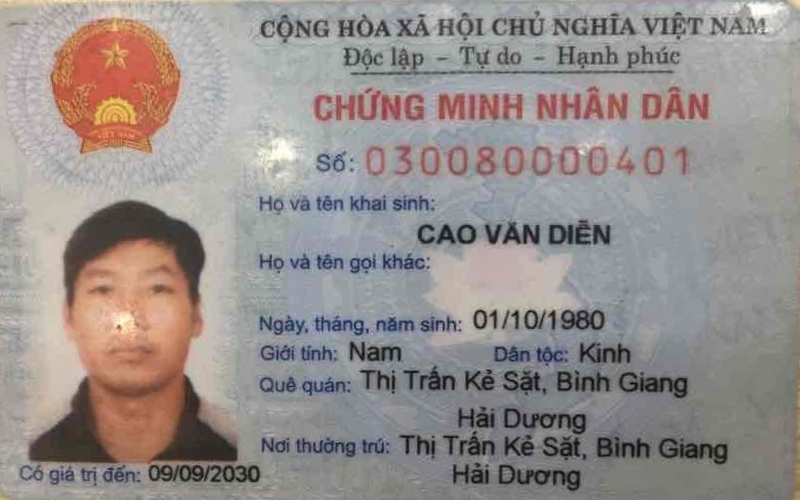 CỘNG HÒA XÃ HỘI CHỦ NGHĨA VIỆT NAM
Độc lập – Tự do – Hạnh phúc
CHỨNG MINH NHÂN DÂN
Số: 030080000401
Họ và tên khai sinh:
CAO VĂN DIỄN
Họ và tên gọi khác:
Ngày, tháng, năm sinh: 01/10/1980
Giới tính: Nam Dân tộc: Kinh
Quê quán: Thị Trấn Kẻ Sặt, Bình Giang
Hải Dương
Nơi thường trú: Thị Trấn Kẻ Sặt, Bình Giang
Hải Dương
Có giá trị đến: 09/09/2030
VIỆT NAM